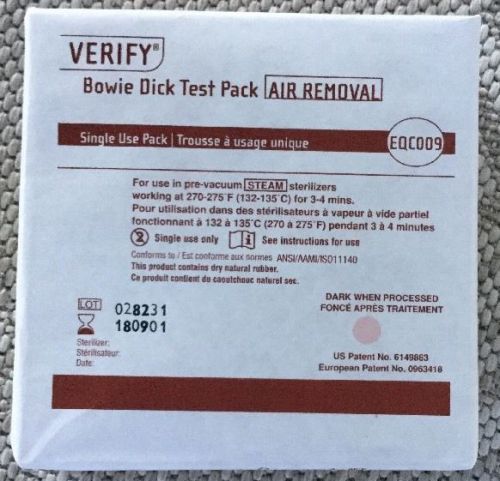 VERIFY®
Bowie Dick Test Pack AIR REMOVAL
Single Use Pack | Trousse à usage unique
EQC009
For use in pre-vacuum STEAM sterilizers
working at 270-275°F (132-135°C) for 3-4 mins.
Pour utilisation dans des stérilisateurs à vapeur à vide partiel
fonctionnant à 132 à 135°C (270 à 275°F) pendant 3 à 4 minutes
2 Single use only i See instructions for use
Conforms to / Est conforme aux normes ANSI/AAMI/ISO11140
This product contains dry natural rubber.
Ce produit contient du caoutchouc naturel sec.
LOT 028231
180901
Sterilizer:
Stérilisateur:
Date:
DARK WHEN PROCESSED
FONCÉ APRÈS TRAITEMENT
US Patent No. 6149863
European Patent No. 0963418